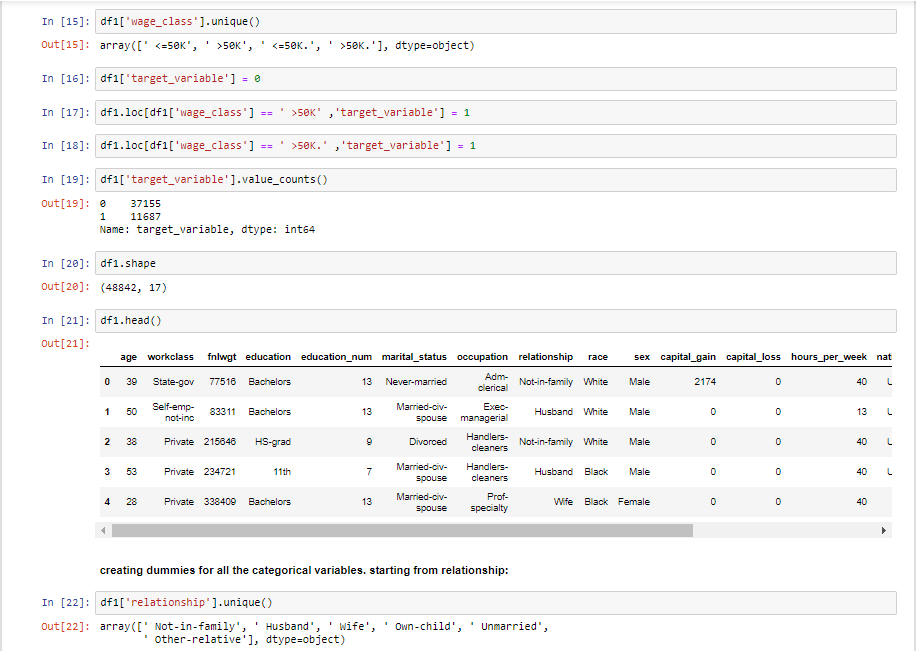 In [15]: df1['wage_class'].unique()
Out[15]: array([' <=50K', ' >50K', ' <=50K.', ' >50K.'], dtype=object)
In [16]: df1['target_variable'] = 0
In [17]: df1.loc[df1['wage_class'] == ' >50K' ,'target_variable'] = 1
In [18]: df1.loc[df1['wage_class'] == ' >50K.' ,'target_variable'] = 1
In [19]: df1['target_variable'].value_counts()
Out[19]: 0    37155
1    11687
Name: target_variable, dtype: int64
In [20]: df1.shape
Out[20]: (48842, 17)
In [21]: df1.head()
Out[21]:
age workclass fnlwgt education education_num marital_status occupation relationship race sex capital_gain capital_loss hours_per_week nati
0 39 State-gov 77516 Bachelors 13 Never-married Adm-clerical Not-in-family White Male 2174 0 40 U
1 50 Self-emp-not-inc 83311 Bachelors 13 Married-civ-spouse Exec-managerial Husband White Male 0 0 13 U
2 38 Private 215646 HS-grad 9 Divorced Handlers-cleaners Not-in-family White Male 0 0 40 U
3 53 Private 234721 11th 7 Married-civ-spouse Handlers-cleaners Husband Black Male 0 0 40 U
4 28 Private 338409 Bachelors 13 Married-civ-spouse Prof-specialty Wife Black Female 0 0 40
creating dummies for all the categorical variables. starting from relationship:
In [22]: df1['relationship'].unique()
Out[22]: array([' Not-in-family', ' Husband', ' Wife', ' Own-child', ' Unmarried',
' Other-relative'], dtype=object)